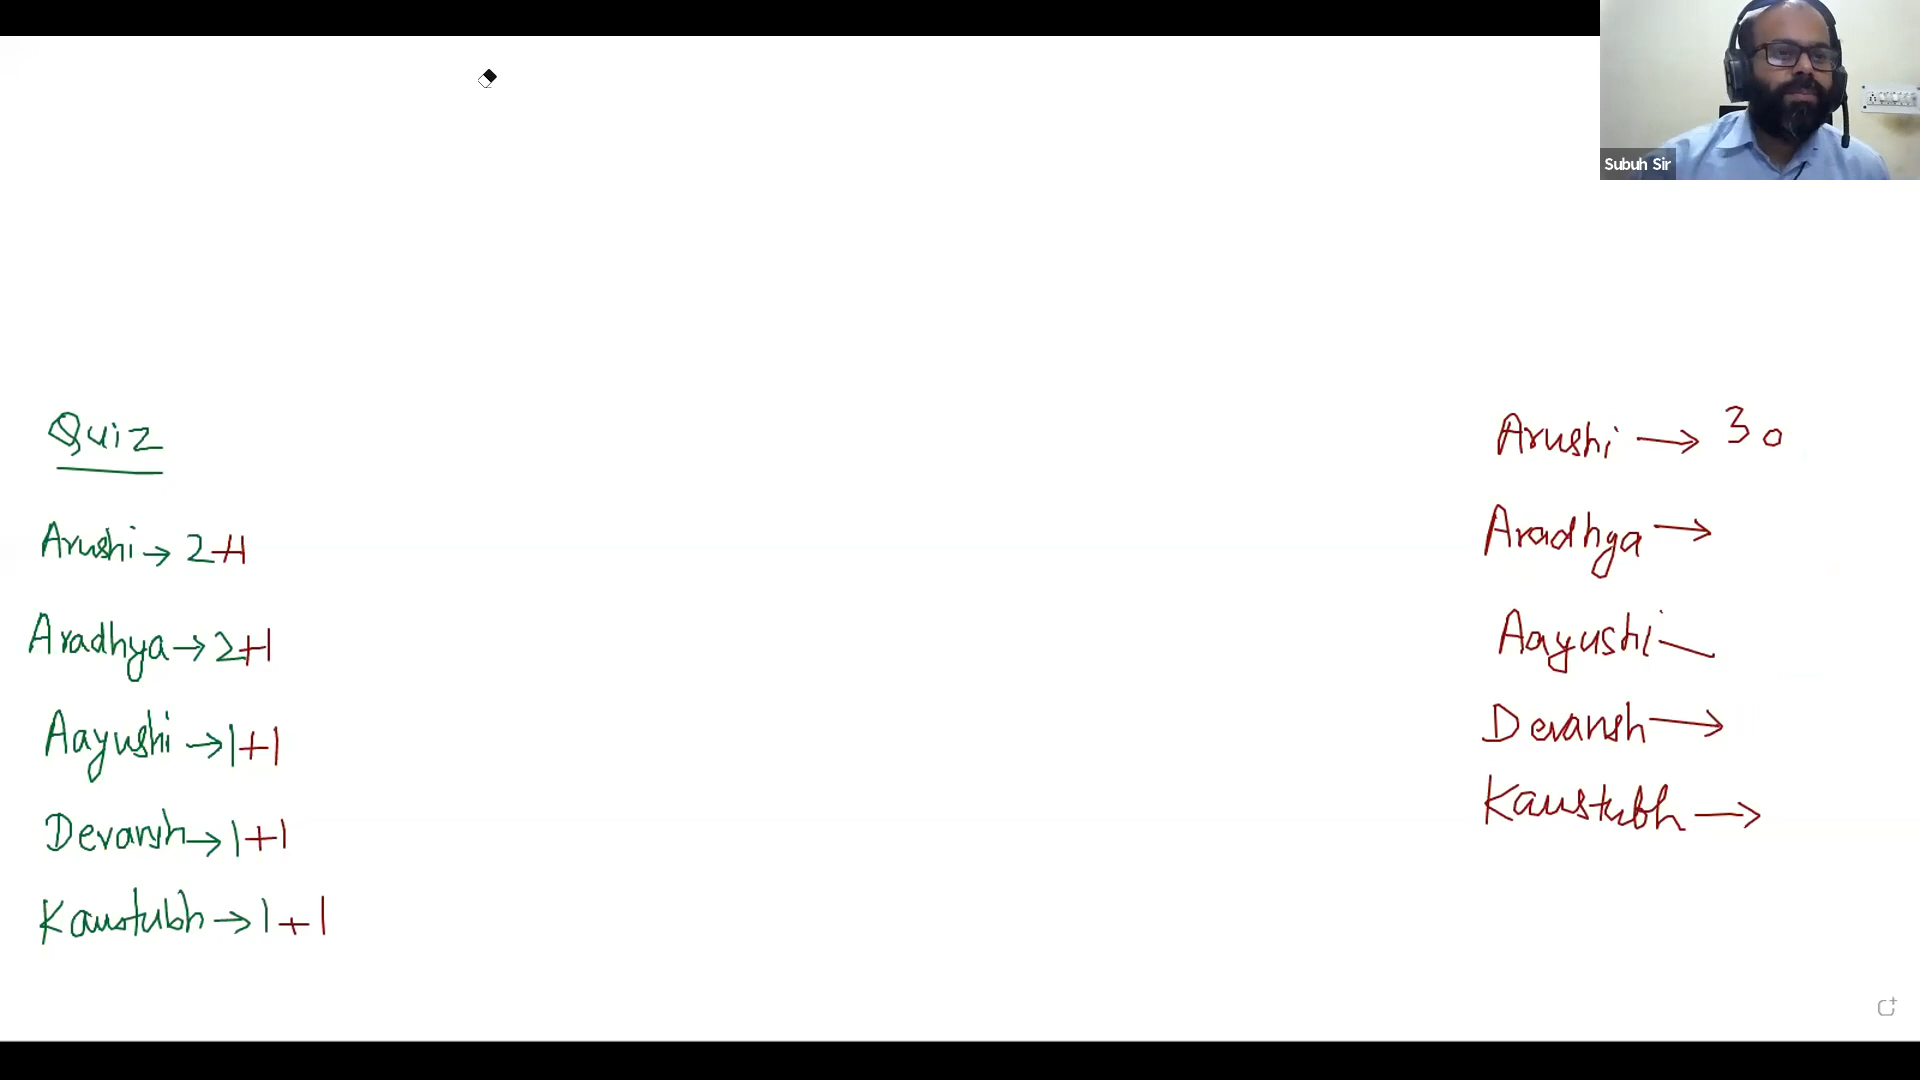 Subuh Sir
Quiz
Arushi → 2+1
Aradhya → 2+1
Aayushi → 1+1
Devansh → 1+1
Kaustubh → 1+1
Arushi → 30
Aradhya →
Aayushi —
Devansh →
Kaustubh →